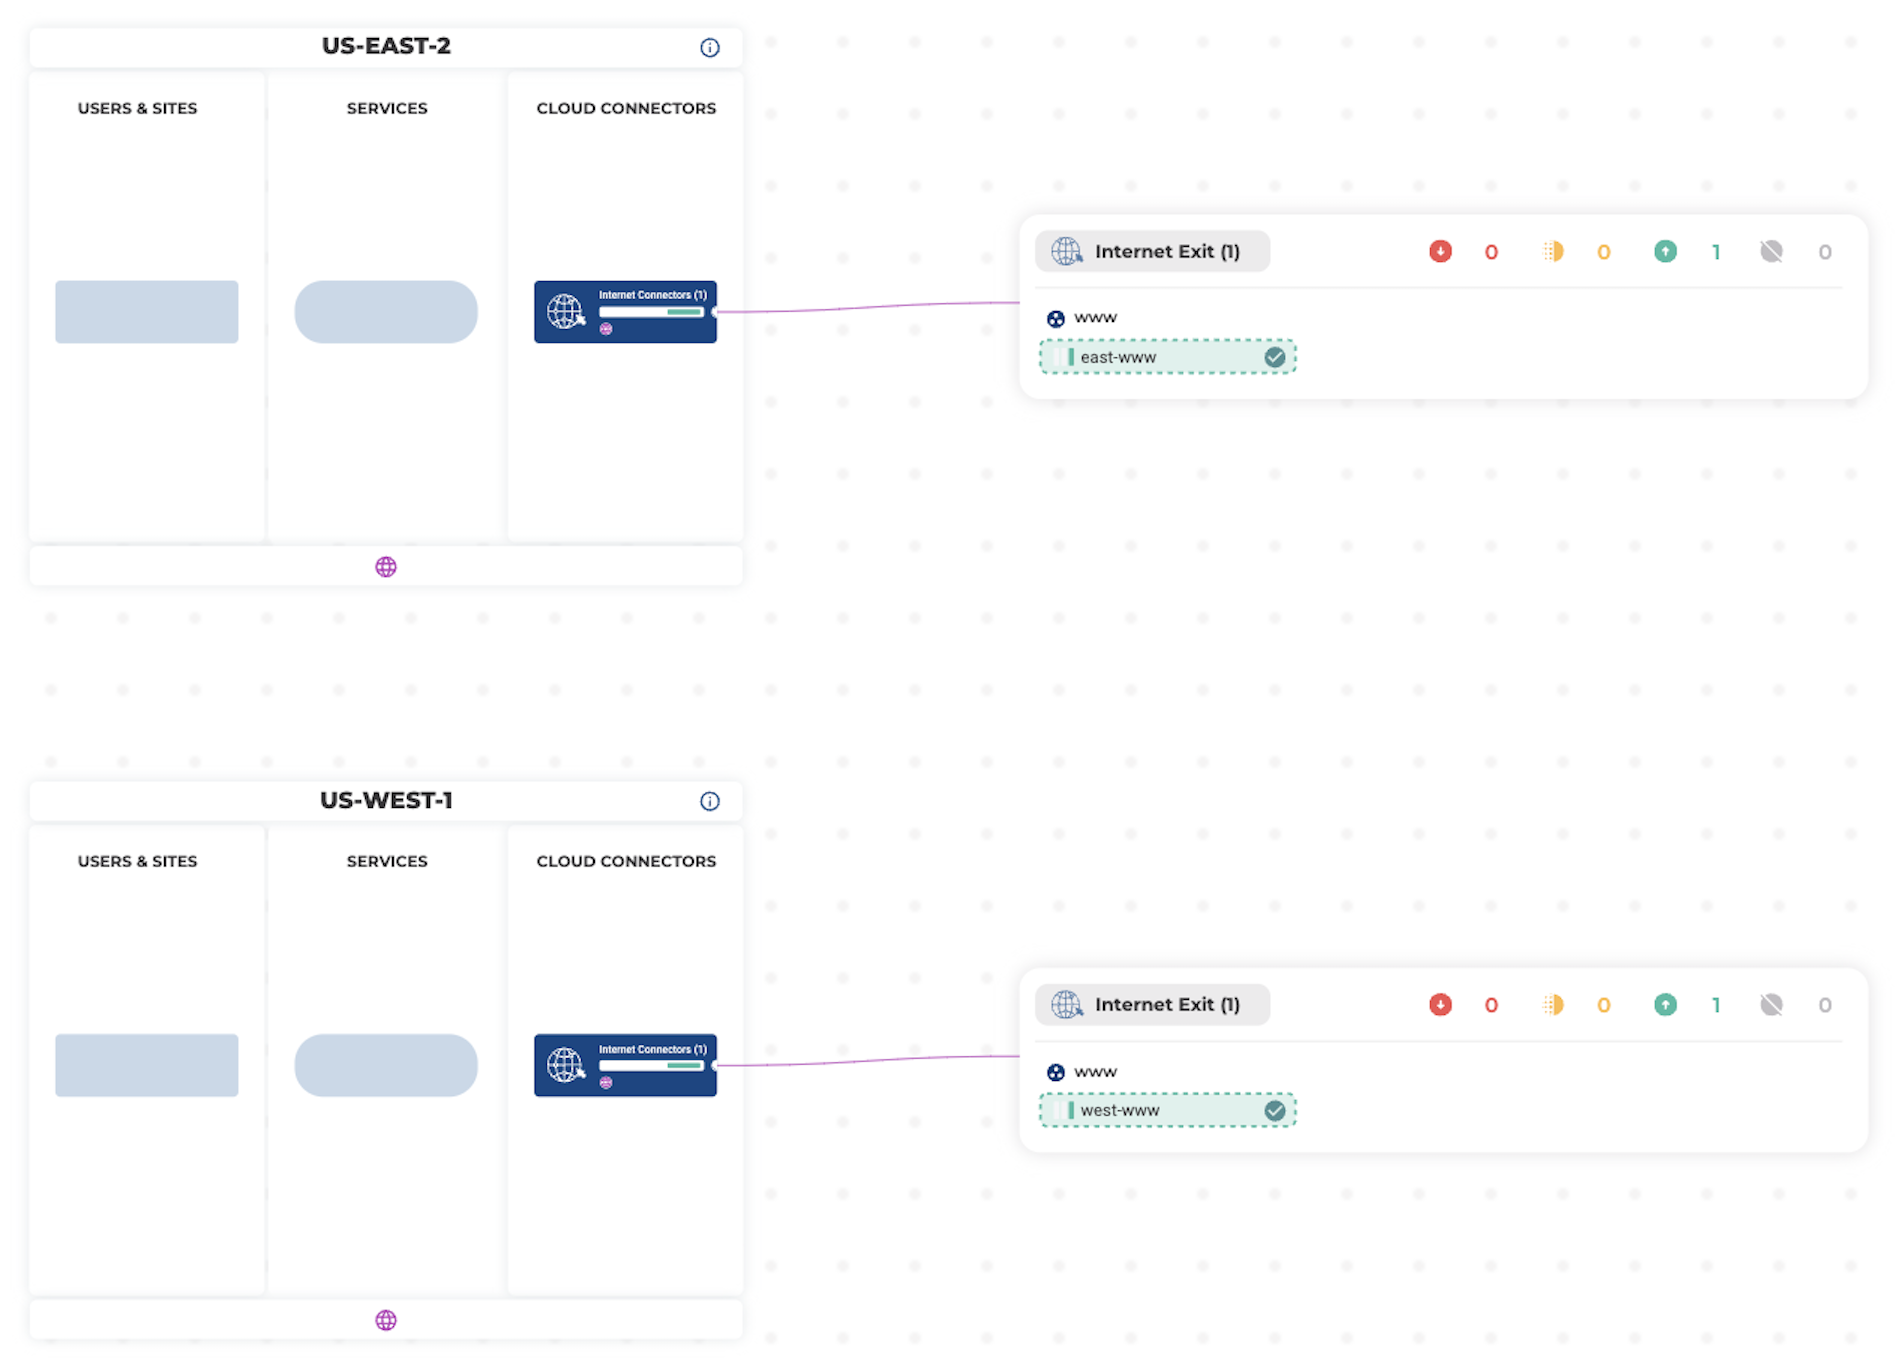 US-EAST-2
USERS & SITES
SERVICES
CLOUD CONNECTORS
Internet Connectors (1)
Internet Exit (1)
0
0
1
0
www
east-www
US-WEST-1
USERS & SITES
SERVICES
CLOUD CONNECTORS
Internet Connectors (1)
Internet Exit (1)
0
0
1
0
www
west-www